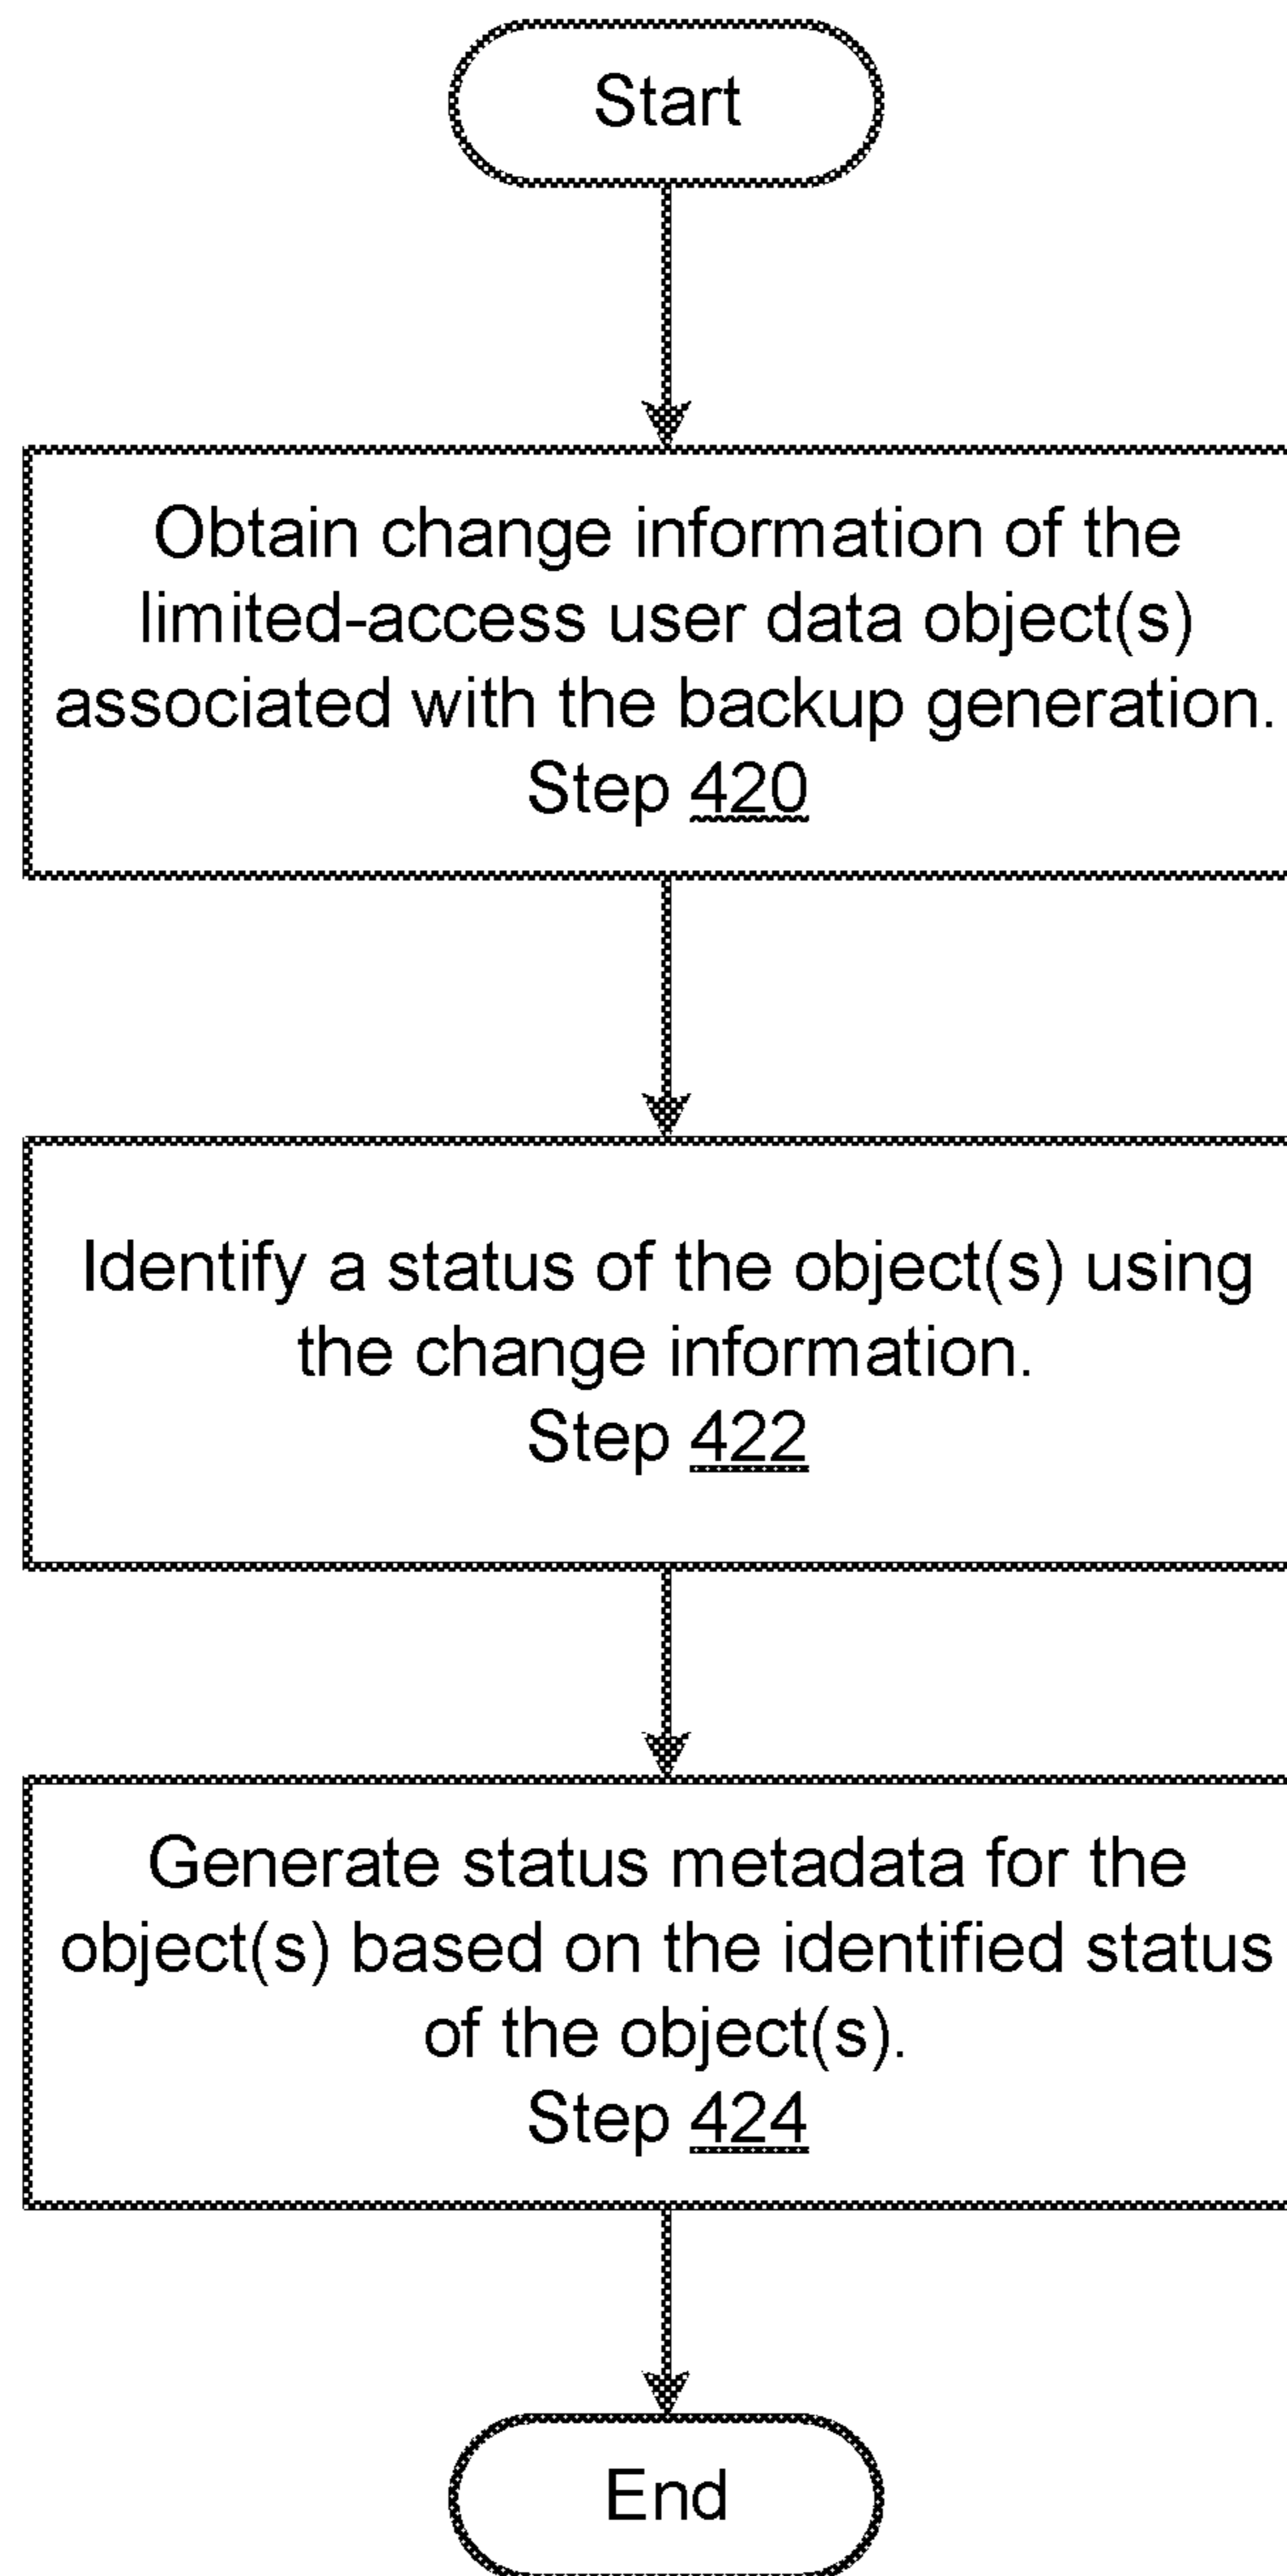 Start
Obtain change information of the
limited-access user data object(s)
associated with the backup generation.
Step 420
Identify a status of the object(s) using
the change information.
Step 422
Generate status metadata for the
object(s) based on the identified status
of the object(s).
Step 424
End